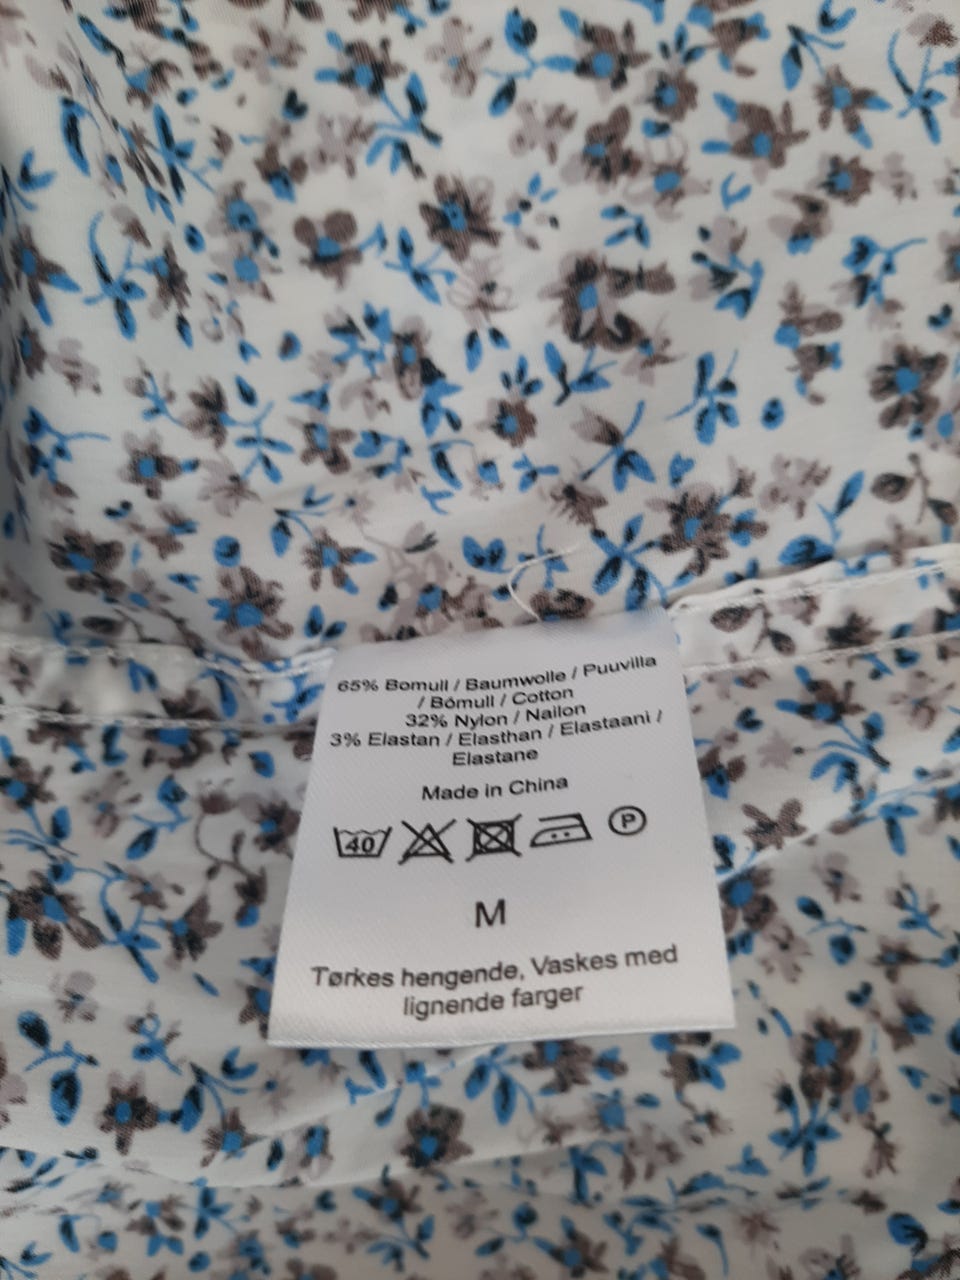 65% Bomull / Baumwolle / Puuvilla
/ Bómull / Cotton
32% Nylon / Nailon
3% Elastan / Elasthan / Elastaani /
Elastane
Made in China
40 P
M
Tørkes hengende, Vaskes med
lignende farger